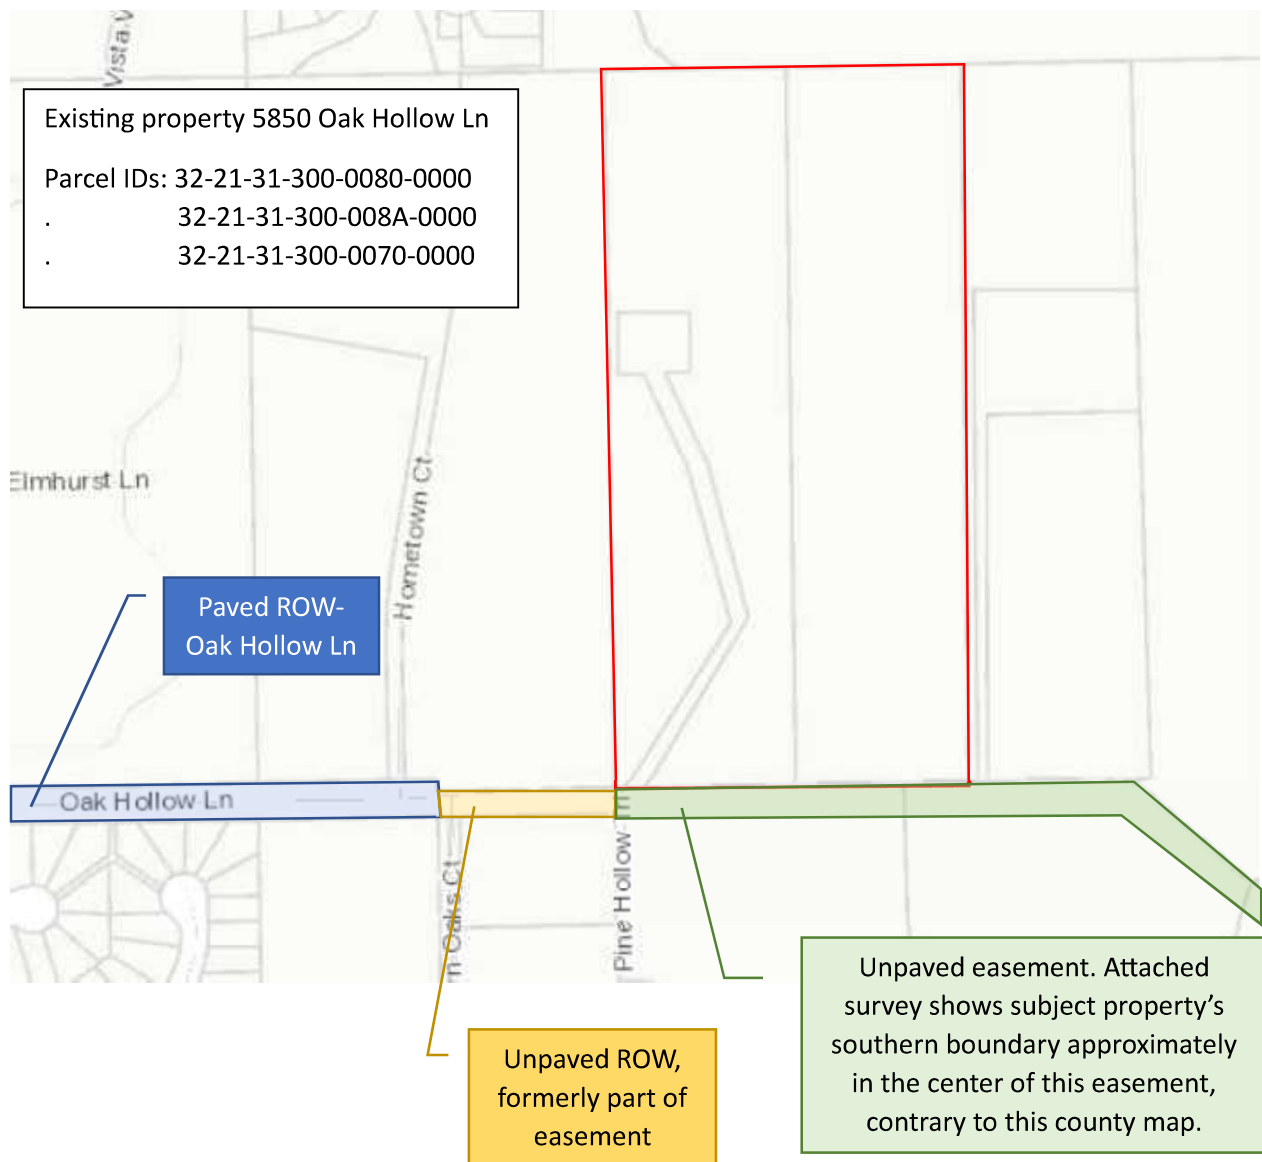 Vista V
Existing property 5850 Oak Hollow Ln
Parcel IDs: 32-21-31-300-0080-0000
. 32-21-31-300-008A-0000
. 32-21-31-300-0070-0000
Elmhurst Ln
Hometown Ct
Paved ROW-
Oak Hollow Ln
Oak Hollow Ln
rn Oaks Ct
Pine Hollow
Unpaved easement. Attached
survey shows subject property’s
southern boundary approximately
in the center of this easement,
contrary to this county map.
Unpaved ROW,
formerly part of
easement